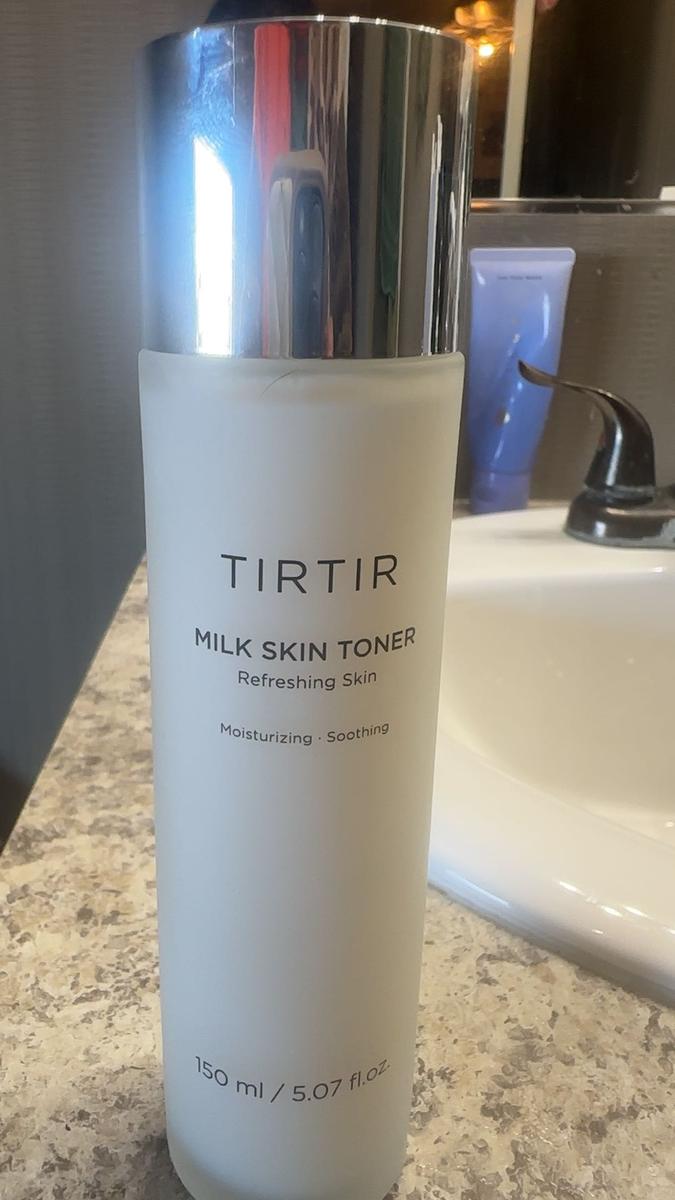 TIRTIR
MILK SKIN TONER
Refreshing Skin
Moisturizing · Soothing
150 ml / 5.07 fl.oz.